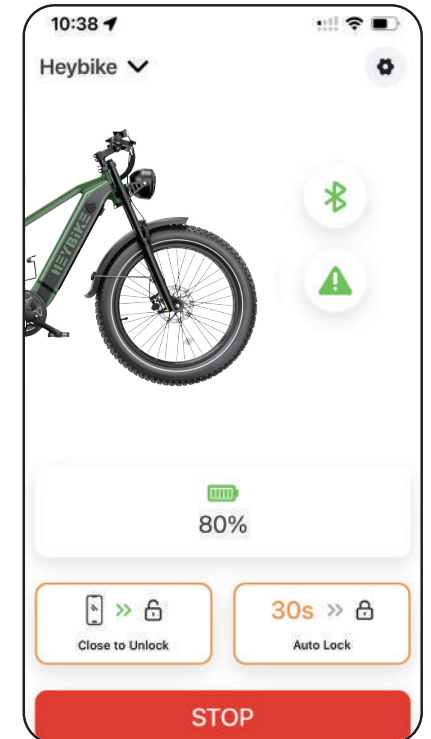 10:38
Heybike
HEYBIKE
80%
Close to Unlock
30s
Auto Lock
STOP